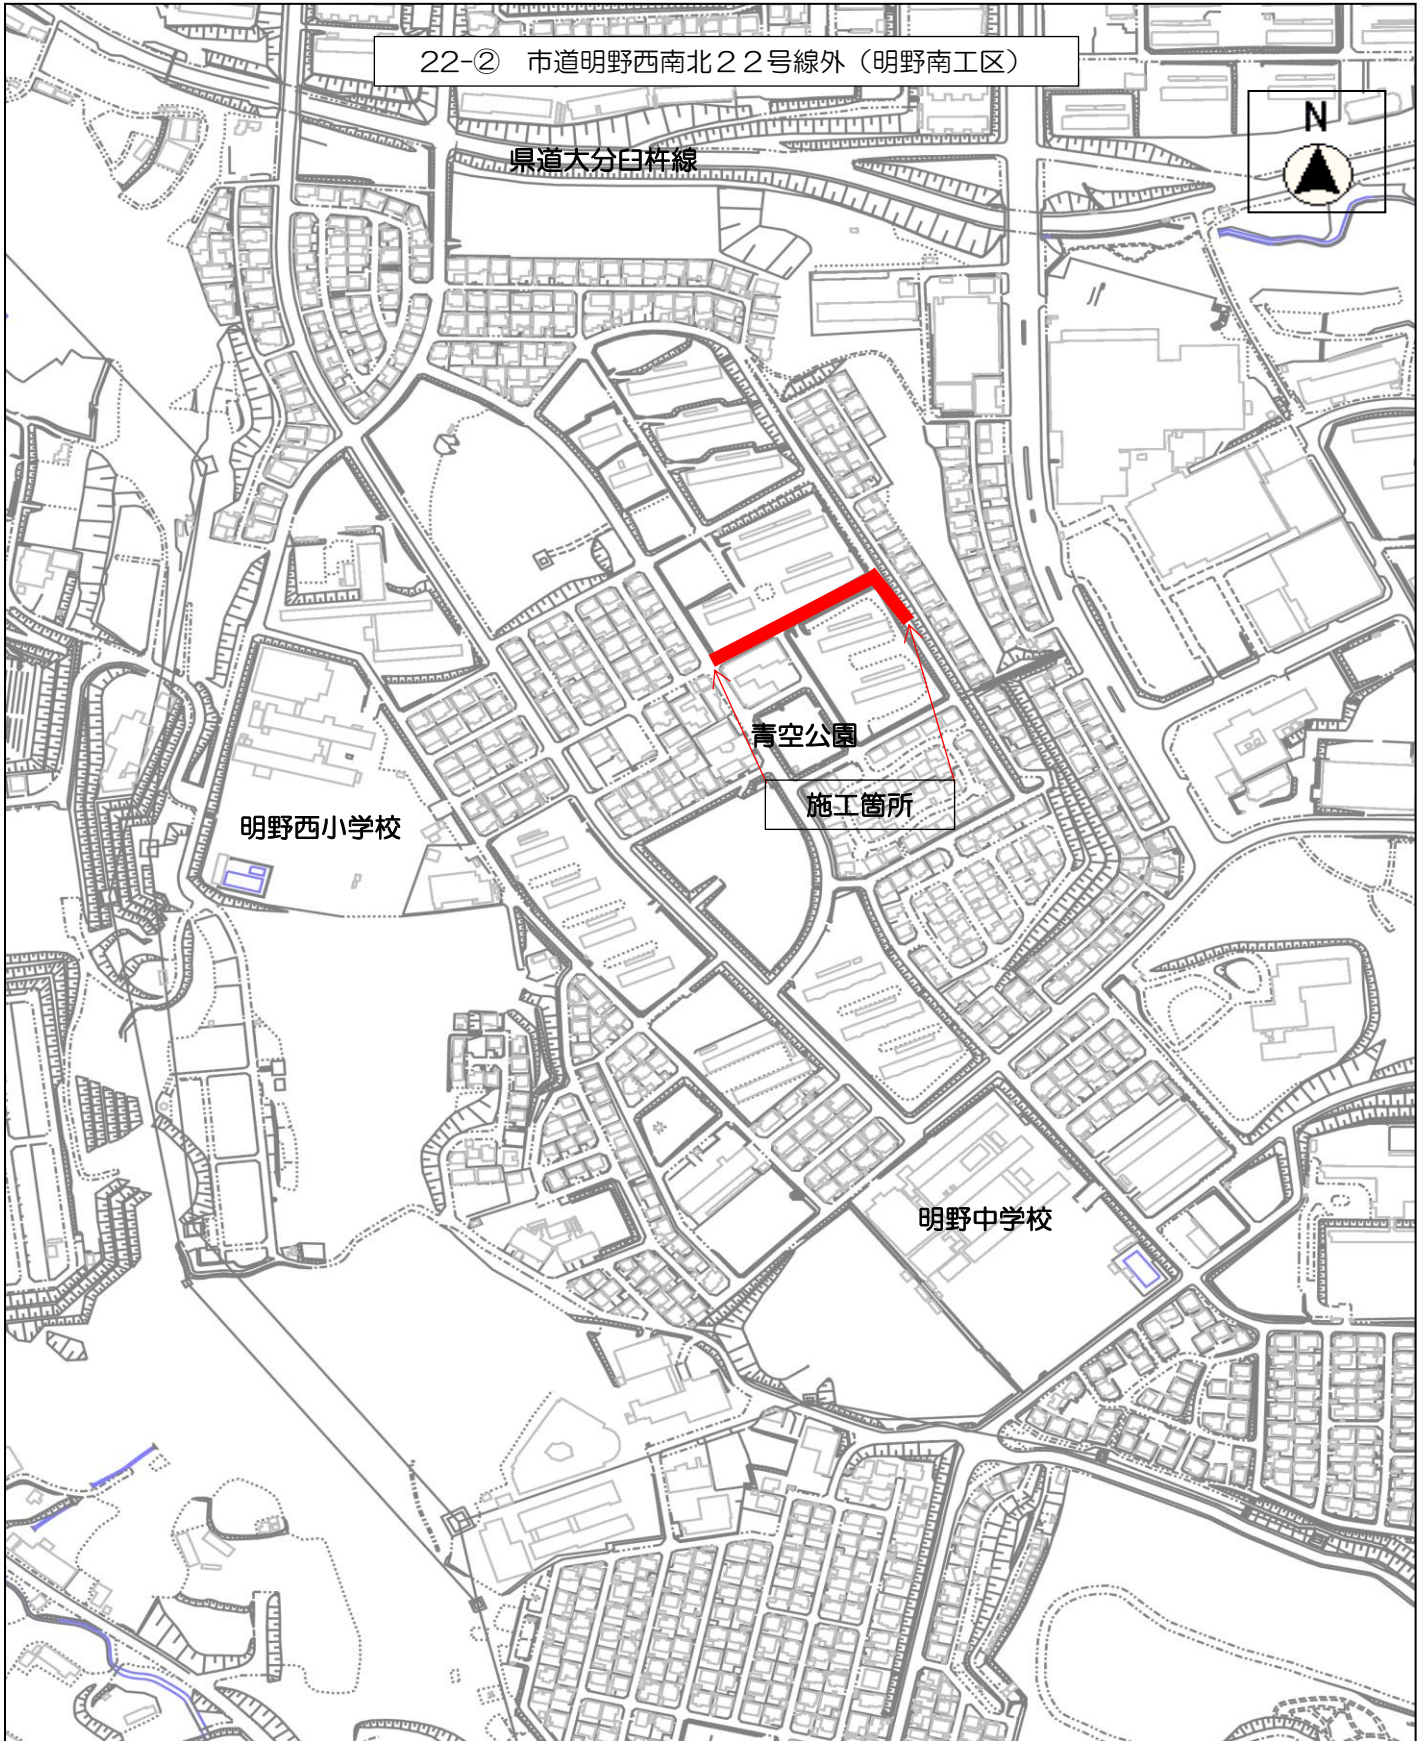 22-② 市道明野西南北２２号線外（明野南工区）
N
県道大分臼杵線
青空公園
施工箇所
明野西小学校
明野中学校